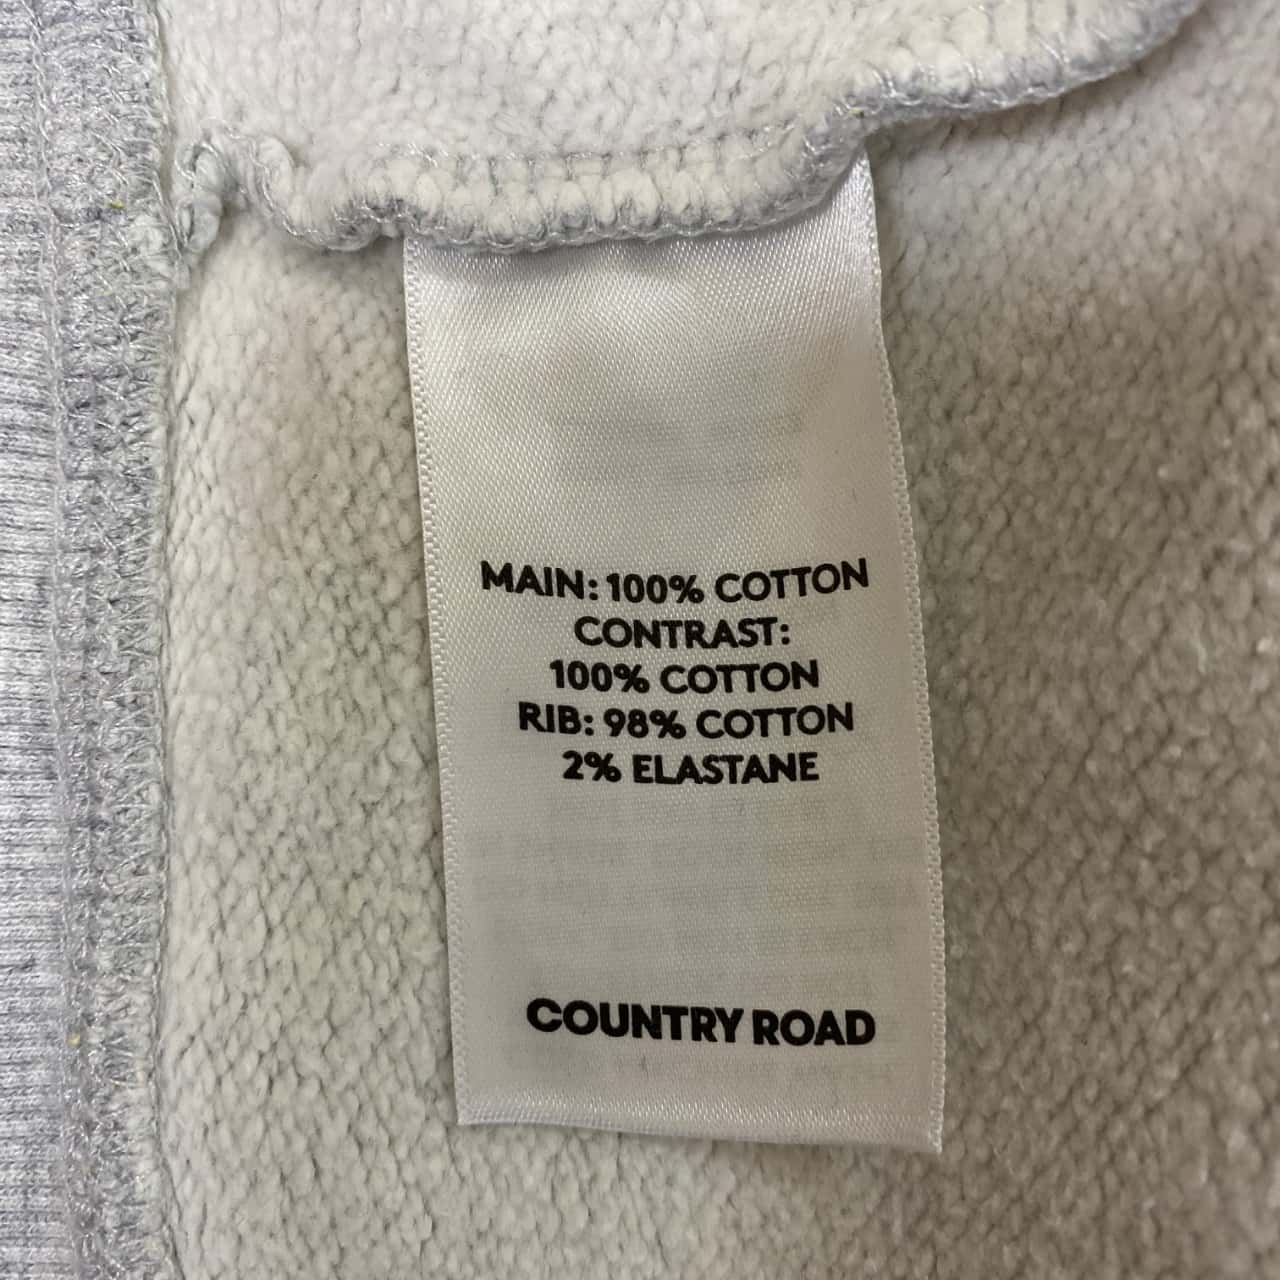 MAIN: 100% COTTON
CONTRAST:
100% COTTON
RIB: 98% COTTON
2% ELASTANE
COUNTRY ROAD